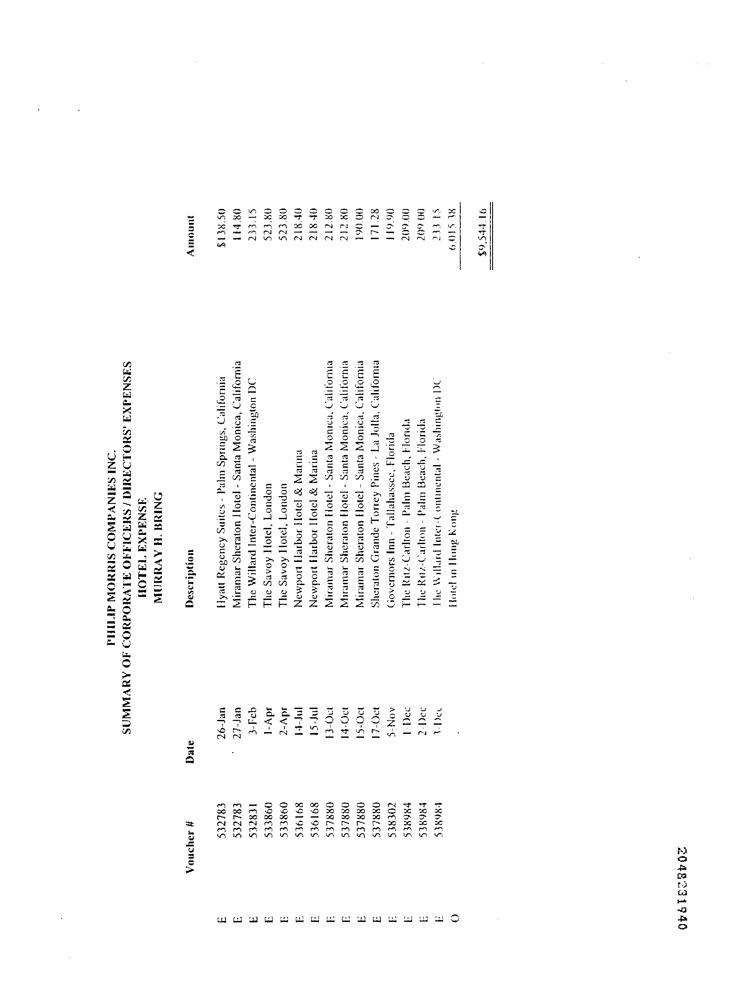 PHILIP MORRIS COMPANIES INC.
SUMMARY OF CORPORATE OFFICERS / DIRECTORS' EXPENSES
HOTEL EXPENSE
MURRAY H. BRING
Voucher # Date Description Amount
E 532783 26-Jan Hyatt Regency Suites - Palm Springs, California $138.50
E 532783 27-Jan Miramar Sheraton Hotel - Santa Monica, California 114.80
E 532831 3-Feb The Willard Inter-Continental - Washington DC 233.15
E 533860 1-Apr The Savoy Hotel, London 523.80
E 533860 2-Apr The Savoy Hotel, London 523.80
E 536168 14-Jul Newport Harbor Hotel & Marina 218.40
E 536168 15-Jul Newport Harbor Hotel & Marina 218.40
E 537880 13-Oct Miramar Sheraton Hotel - Santa Monica, California 212.80
E 537880 14-Oct Miramar Sheraton Hotel - Santa Monica, California 212.80
E 537880 15-Oct Miramar Sheraton Hotel - Santa Monica, California 190.00
E 537880 17-Oct Sheraton Grande Torrey Pines - La Jolla, California 171.28
E 538302 5-Nov Governors Inn - Tallahassee, Florida 119.90
E 538984 1-Dec The Ritz-Carlton - Palm Beach, Florida 209.00
E 538984 2-Dec The Ritz-Carlton - Palm Beach, Florida 209.00
E 538984 3-Dec The Willard Inter-Continental - Washington DC 233.15
O Hotel in Hong Kong 6,015.38
$9,544.16
2048231940